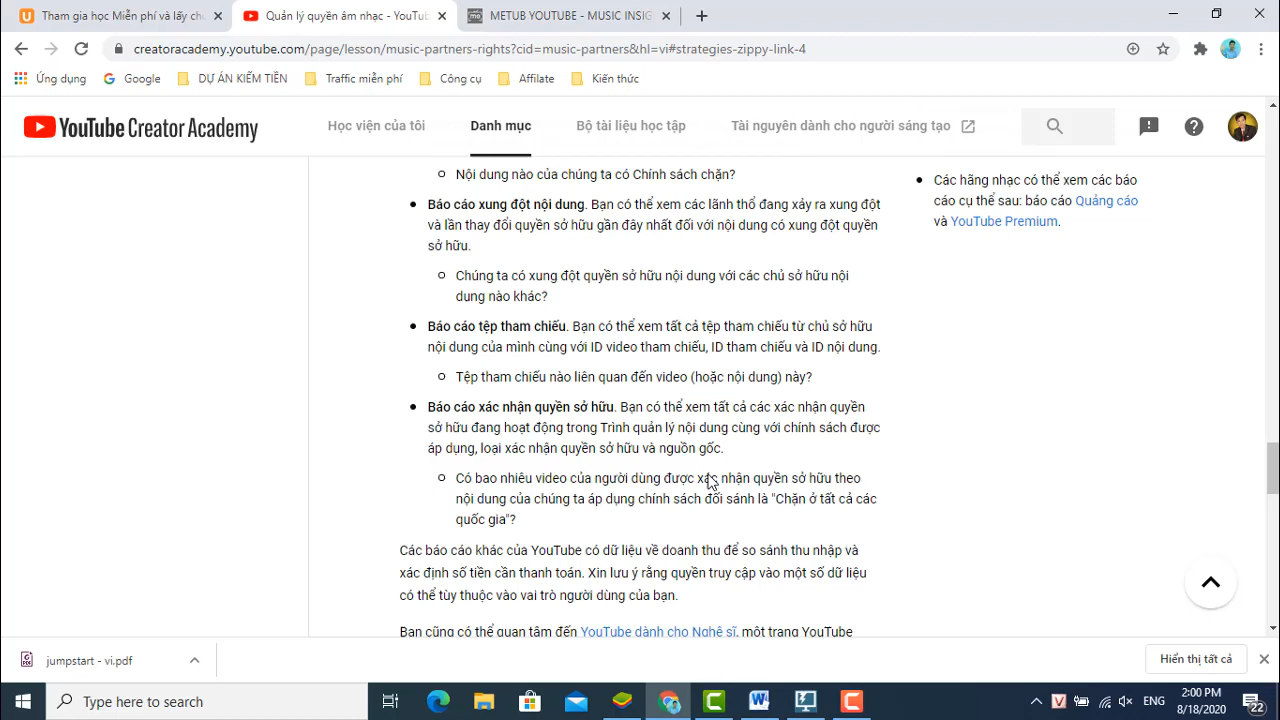 Tham gia học Miễn phí và lấy ch
Quản lý quyền âm nhạc - YouTub
METUB YOUTUBE - MUSIC INSIG
creatoracademy.youtube.com/page/lesson/music-partners-rights?cid=music-partners&hl=vi#strategies-zippy-link-4
Ứng dụng
Google
DỰ ÁN KIẾM TIỀN
Traffic miễn phí
Công cụ
Affilate
Kiến thức
YouTube Creator Academy
Học viện của tôi
Danh mục
Bộ tài liệu học tập
Tài nguyên dành cho người sáng tạo
Nội dung nào của chúng ta có Chính sách chặn?
Báo cáo xung đột nội dung. Bạn có thể xem các lãnh thổ đang xảy ra xung đột
và lần thay đổi quyền sở hữu gần đây nhất đối với nội dung có xung đột quyền
sở hữu.
Chúng ta có xung đột quyền sở hữu nội dung với các chủ sở hữu nội
dung nào khác?
Báo cáo tệp tham chiếu. Bạn có thể xem tất cả tệp tham chiếu từ chủ sở hữu
nội dung của mình cùng với ID video tham chiếu, ID tham chiếu và ID nội dung.
Tệp tham chiếu nào liên quan đến video (hoặc nội dung) này?
Báo cáo xác nhận quyền sở hữu. Bạn có thể xem tất cả các xác nhận quyền
sở hữu đang hoạt động trong Trình quản lý nội dung cùng với chính sách được
áp dụng, loại xác nhận quyền sở hữu và nguồn gốc.
Có bao nhiêu video của người dùng được xác nhận quyền sở hữu theo
nội dung của chúng ta áp dụng chính sách đối sánh là "Chặn ở tất cả các
quốc gia"?
Các báo cáo khác của YouTube có dữ liệu về doanh thu để so sánh thu nhập và
xác định số tiền cần thanh toán. Xin lưu ý rằng quyền truy cập vào một số dữ liệu
có thể tùy thuộc vào vai trò người dùng của bạn.
Bạn cũng có thể quan tâm đến YouTube dành cho Nghệ sĩ, một trang YouTube
Các hãng nhạc có thể xem các báo
cáo cụ thể sau: báo cáo Quảng cáo
và YouTube Premium.
jumpstart - vi.pdf
Hiển thị tất cả
Type here to search
ENG
2:00 PM
8/18/2020
22